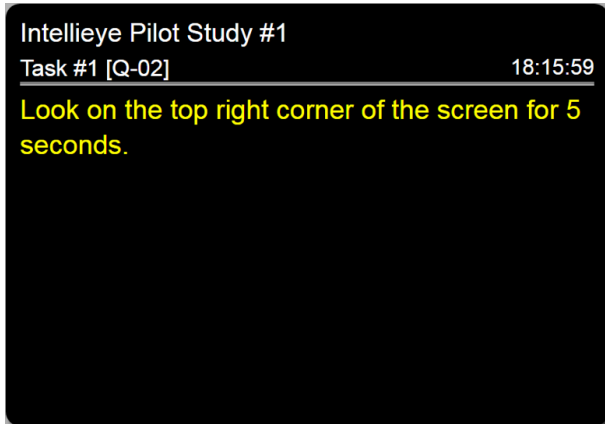 Intellieye Pilot Study #1
Task #1 [Q-02] 18:15:59
Look on the top right corner of the screen for 5
seconds.